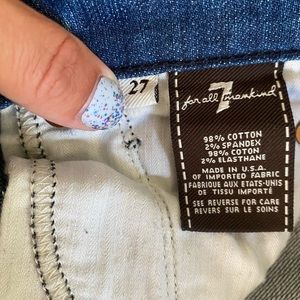 27
7
for all mankind
98% COTTON
2% SPANDEX
98% COTON
2% ELASTHANE
MADE IN U.S.A.
OF IMPORTED FABRIC
FABRIQUE AUX ETATS-UNIS
DE TISSU IMPORTÉ
SEE REVERSE FOR CARE
REVERS SUR LE SOINS